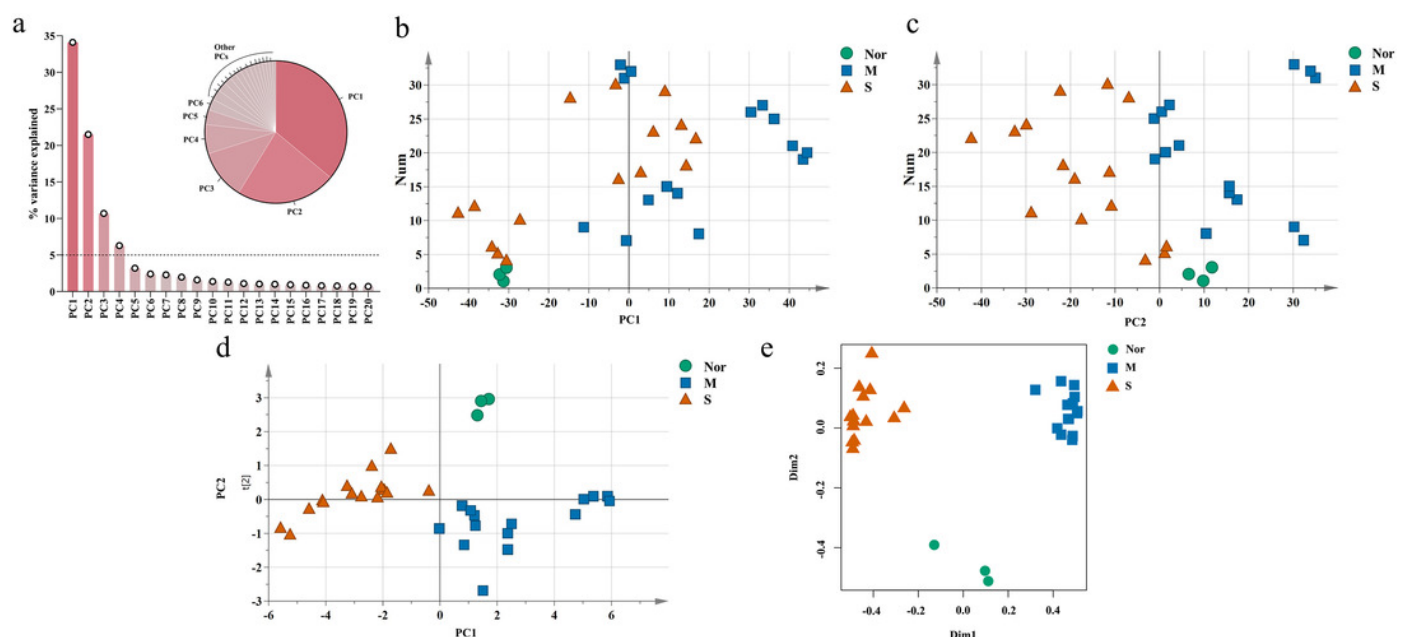 a
35
30
25
20
15
10
5
0
% variance explained
PC1
PC2
PC3
PC4
PC5
PC6
PC7
PC8
PC9
PC10
PC11
PC12
PC13
PC14
PC15
PC16
PC17
PC18
PC19
PC20
Other
PCs
PC6
PC5
PC4
PC3
PC2
PC1
b
Nor
M
S
30
25
20
15
10
5
0
Num
-50 -40 -30 -20 -10 0 10 20 30 40
PC1
c
Nor
M
S
30
25
20
15
10
5
0
Num
-50 -40 -30 -20 -10 0 10 20 30
PC2
d
Nor
M
S
3
2
1
0
-1
-2
-3
PC2
t[2]
-6 -4 -2 0 2 4 6 8
PC1
e
Nor
M
S
0.2
0.0
-0.2
-0.4
Dim2
-0.4 -0.2 0.0 0.2 0.4
Dim1